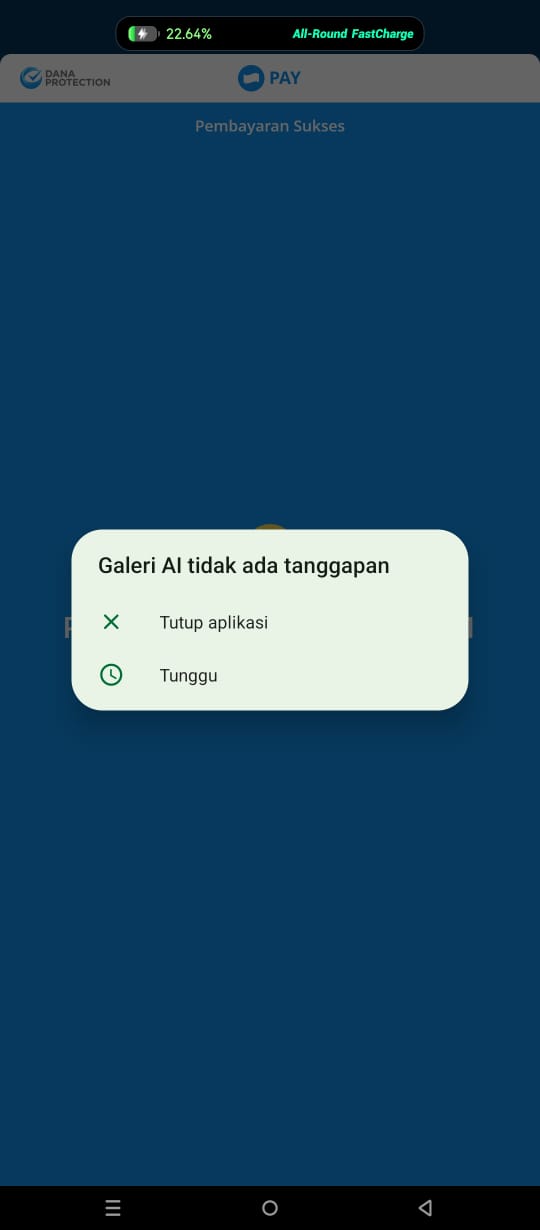 22.64%
All-Round FastCharge
DANA
PROTECTION
PAY
Pembayaran Sukses
Galeri AI tidak ada tanggapan
Tutup aplikasi
Tunggu